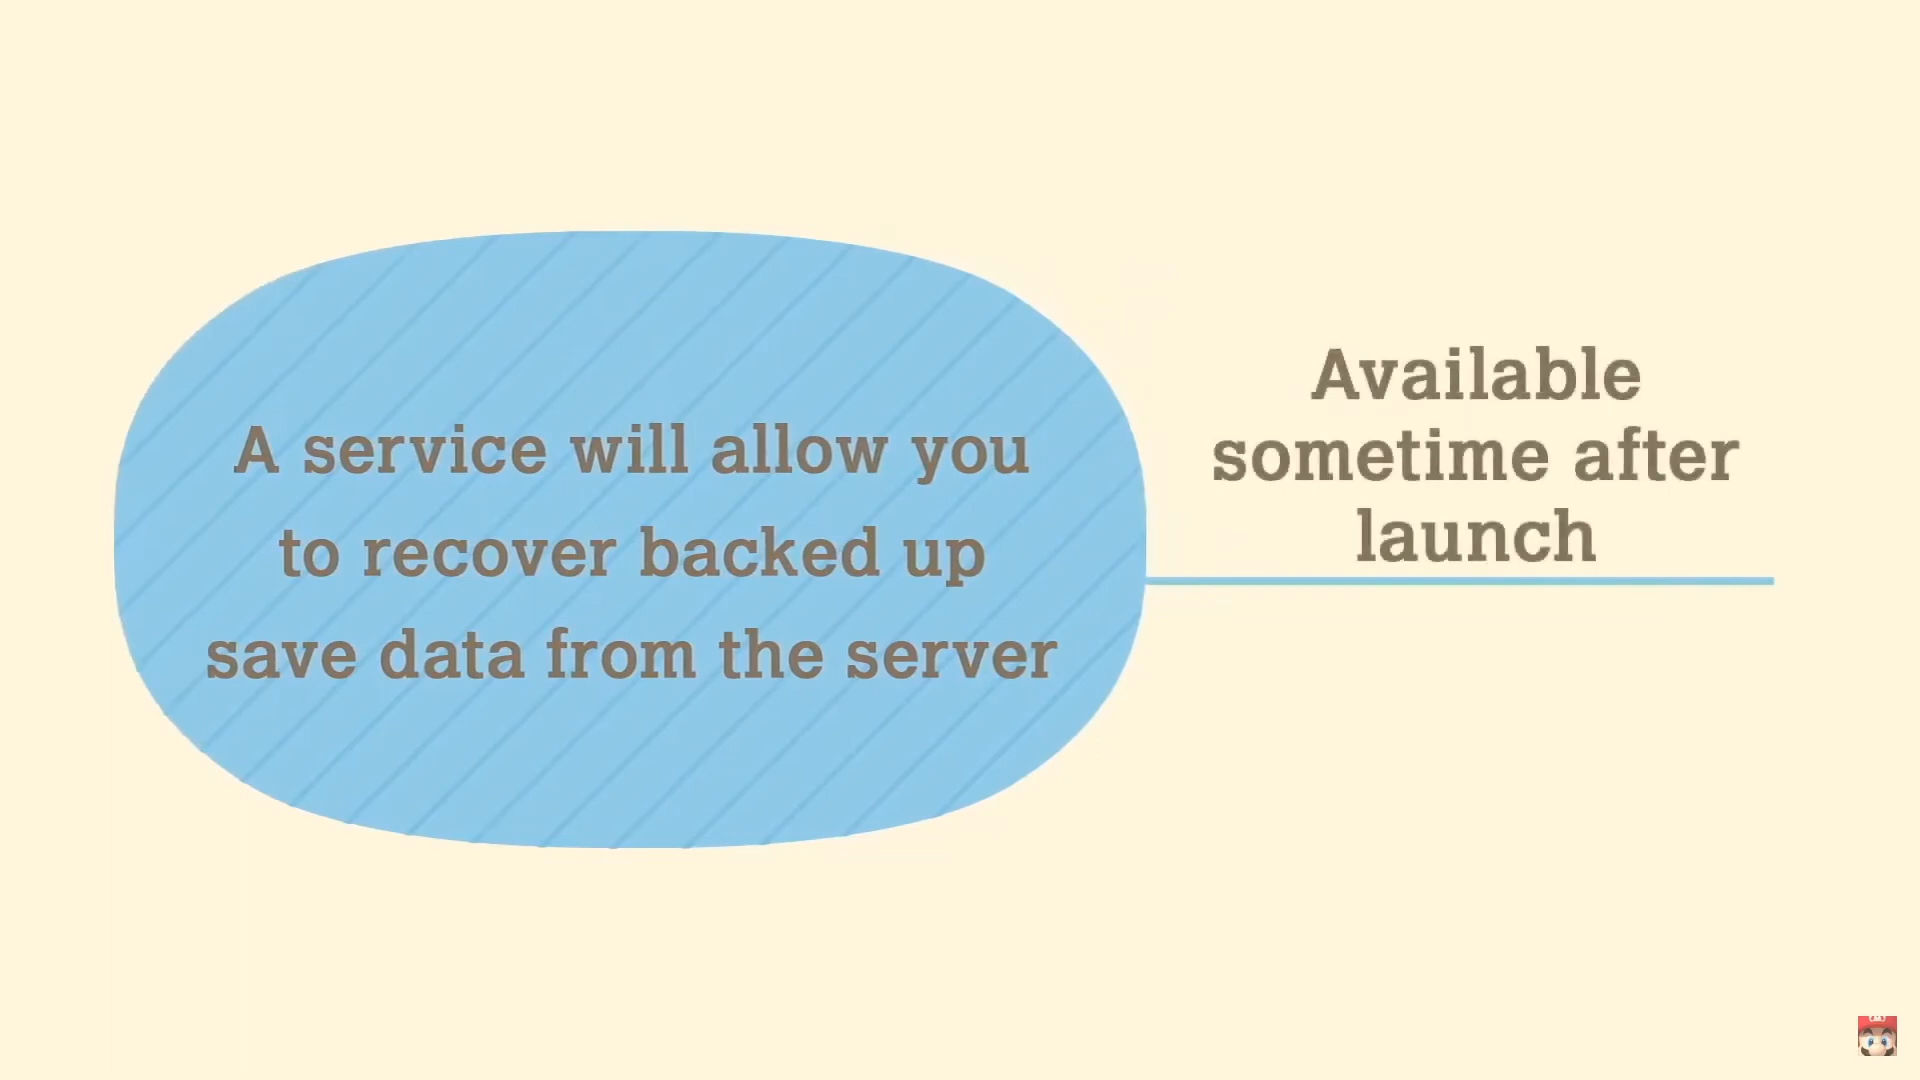 A service will allow you
to recover backed up
save data from the server
Available
sometime after
launch